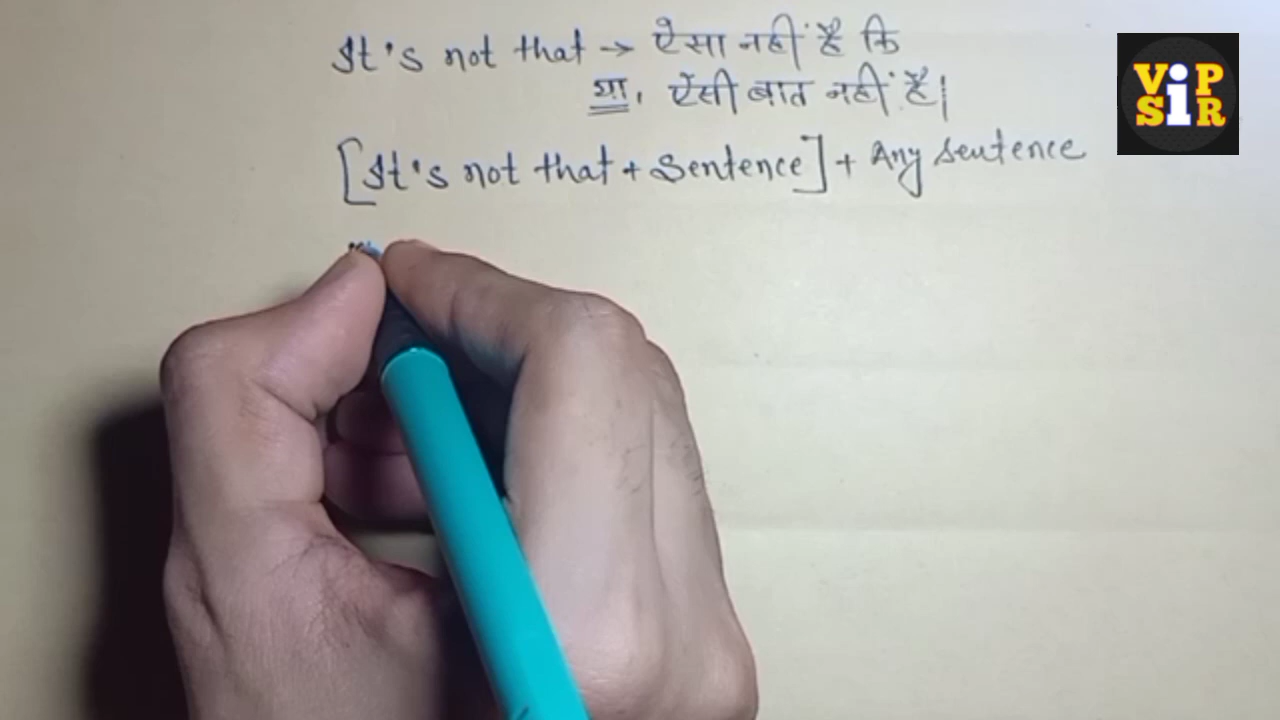 It's not that → ऐसा नहीं है कि
या, ऐसी बात नहीं है।
[It's not that + Sentence] + Any sentence
ViP
SiR